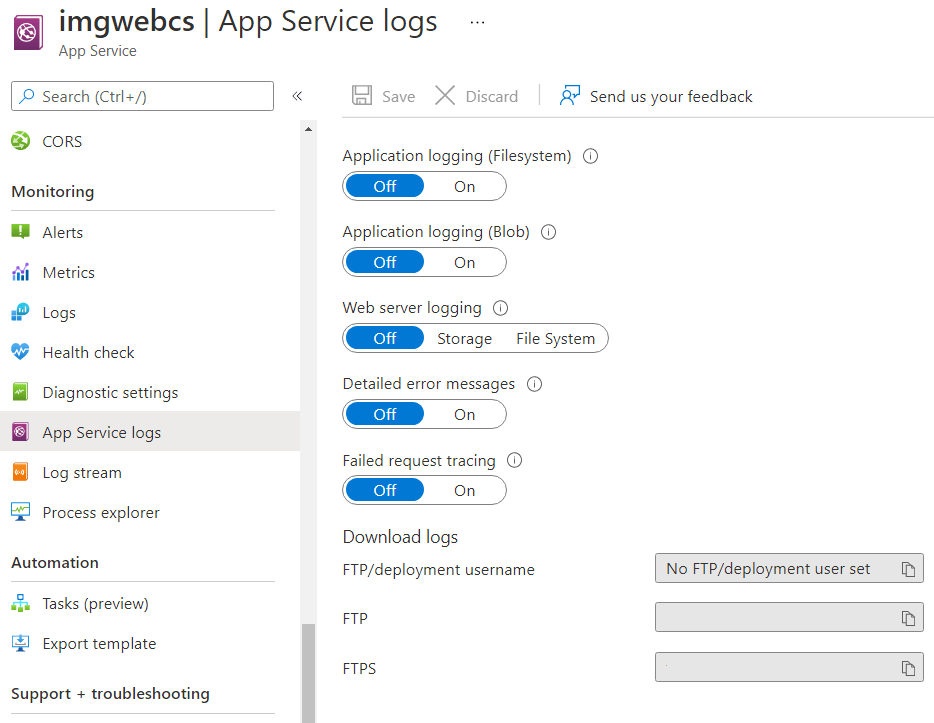 imgwebcs | App Service logs ...
App Service
Search (Ctrl+/)
«
CORS
Monitoring
Alerts
Metrics
Logs
Health check
Diagnostic settings
App Service logs
Log stream
Process explorer
Automation
Tasks (preview)
Export template
Support + troubleshooting
Save
Discard
Send us your feedback
Application logging (Filesystem)
Off On
Application logging (Blob)
Off On
Web server logging
Off Storage File System
Detailed error messages
Off On
Failed request tracing
Off On
Download logs
FTP/deployment username
No FTP/deployment user set
FTP
FTPS